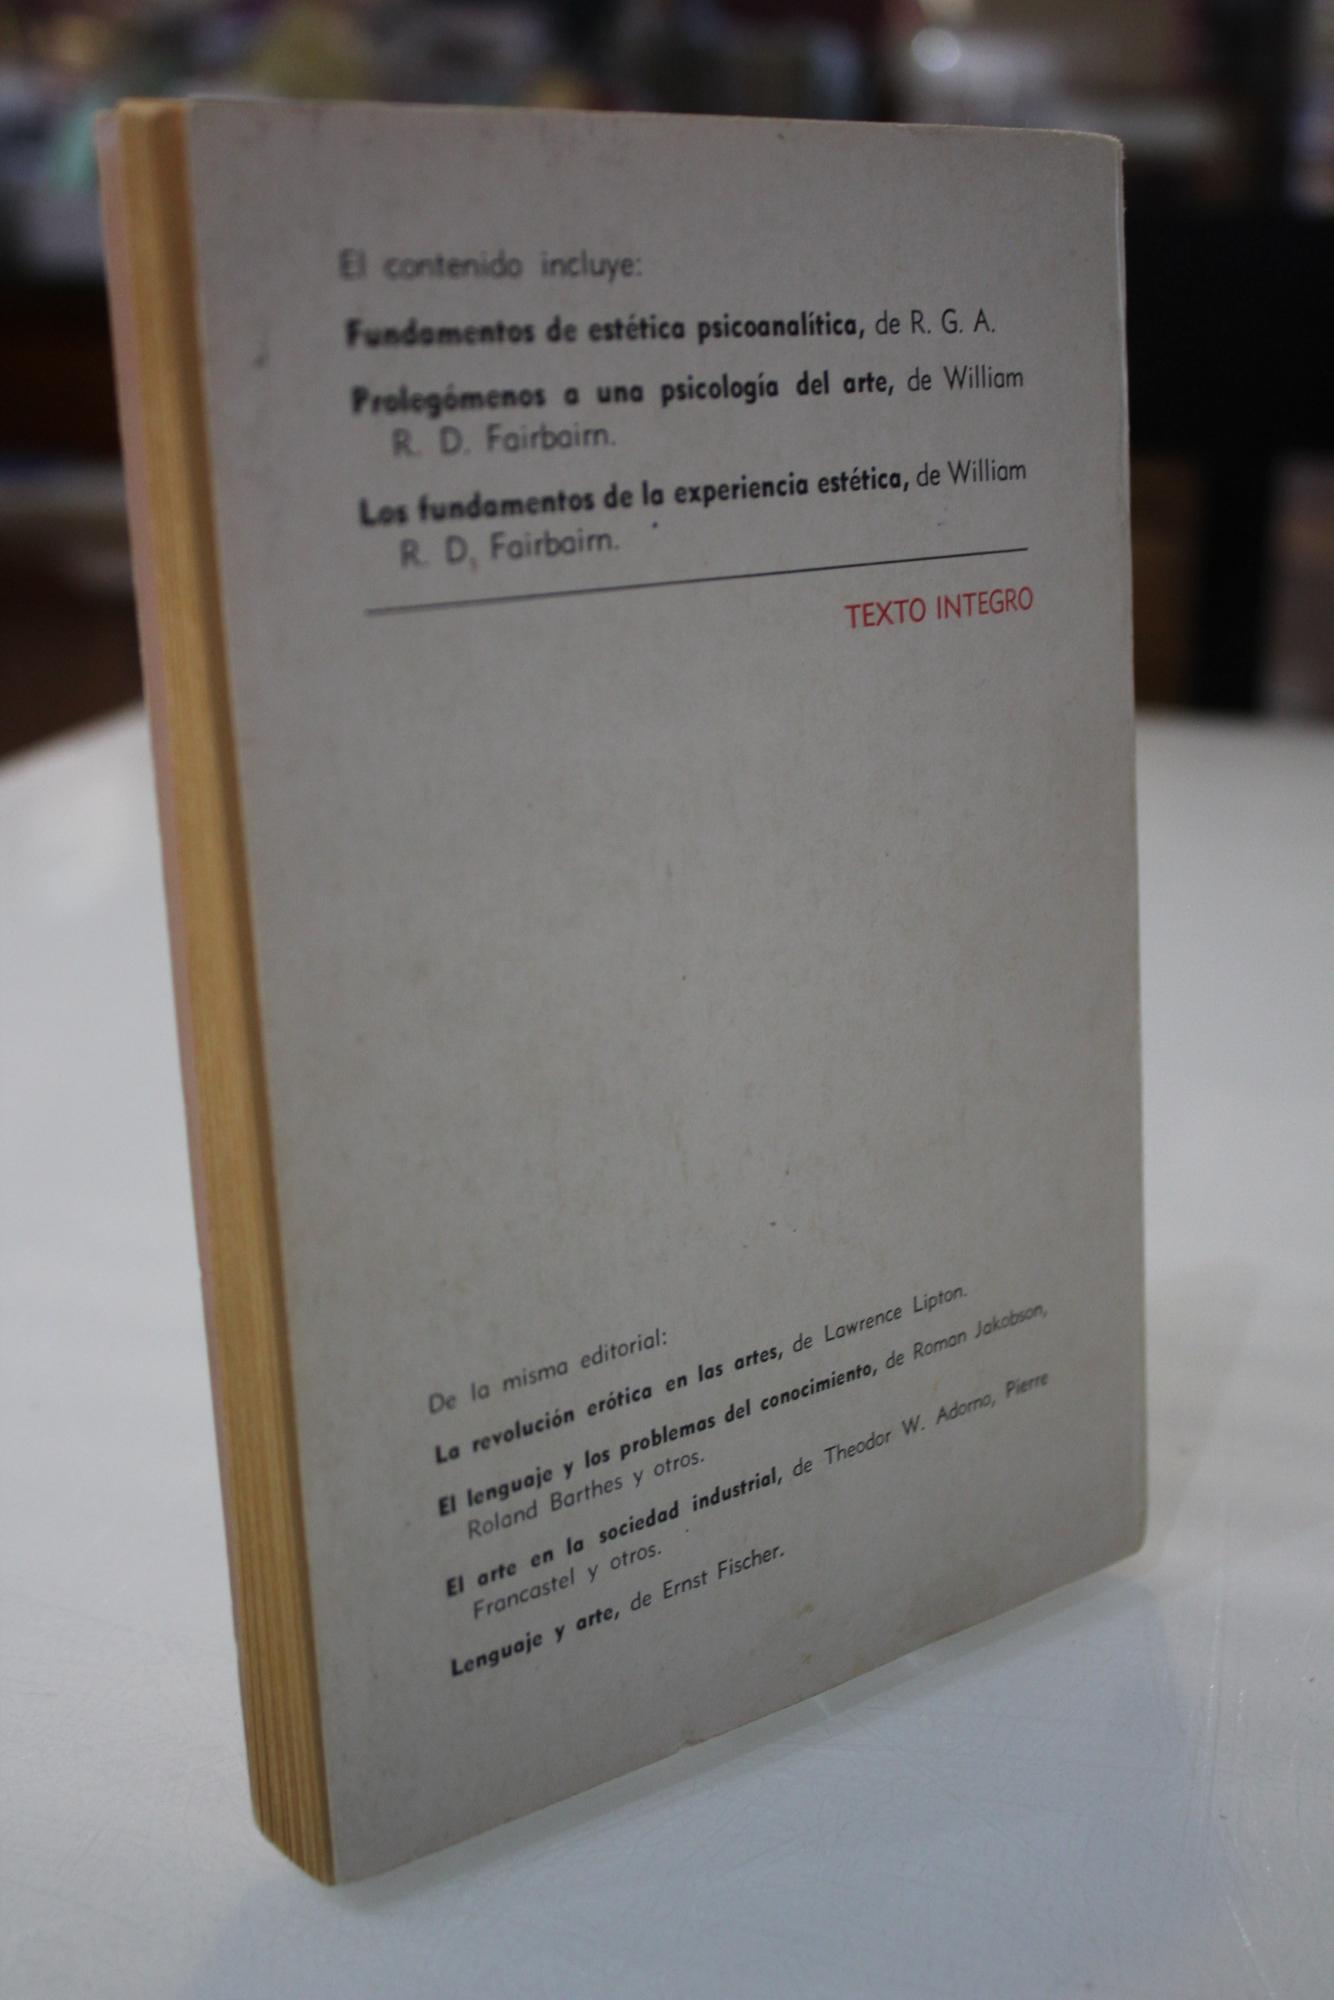 El contenido incluye:
Fundamentos de estética psicoanalítica, de R. G. A.
Prolegómenos a una psicología del arte, de William
R. D. Fairbairn.
Los fundamentos de la experiencia estética, de William
R. D. Fairbairn.
TEXTO INTEGRO
De la misma editorial:
La revolución erótica en las artes, de Lawrence Lipton.
El lenguaje y los problemas del conocimiento, de Roman Jakobson,
Roland Barthes y otros.
El arte en la sociedad industrial, de Theodor W. Adorno, Pierre
Francastel y otros.
Lenguaje y arte, de Ernst Fischer.